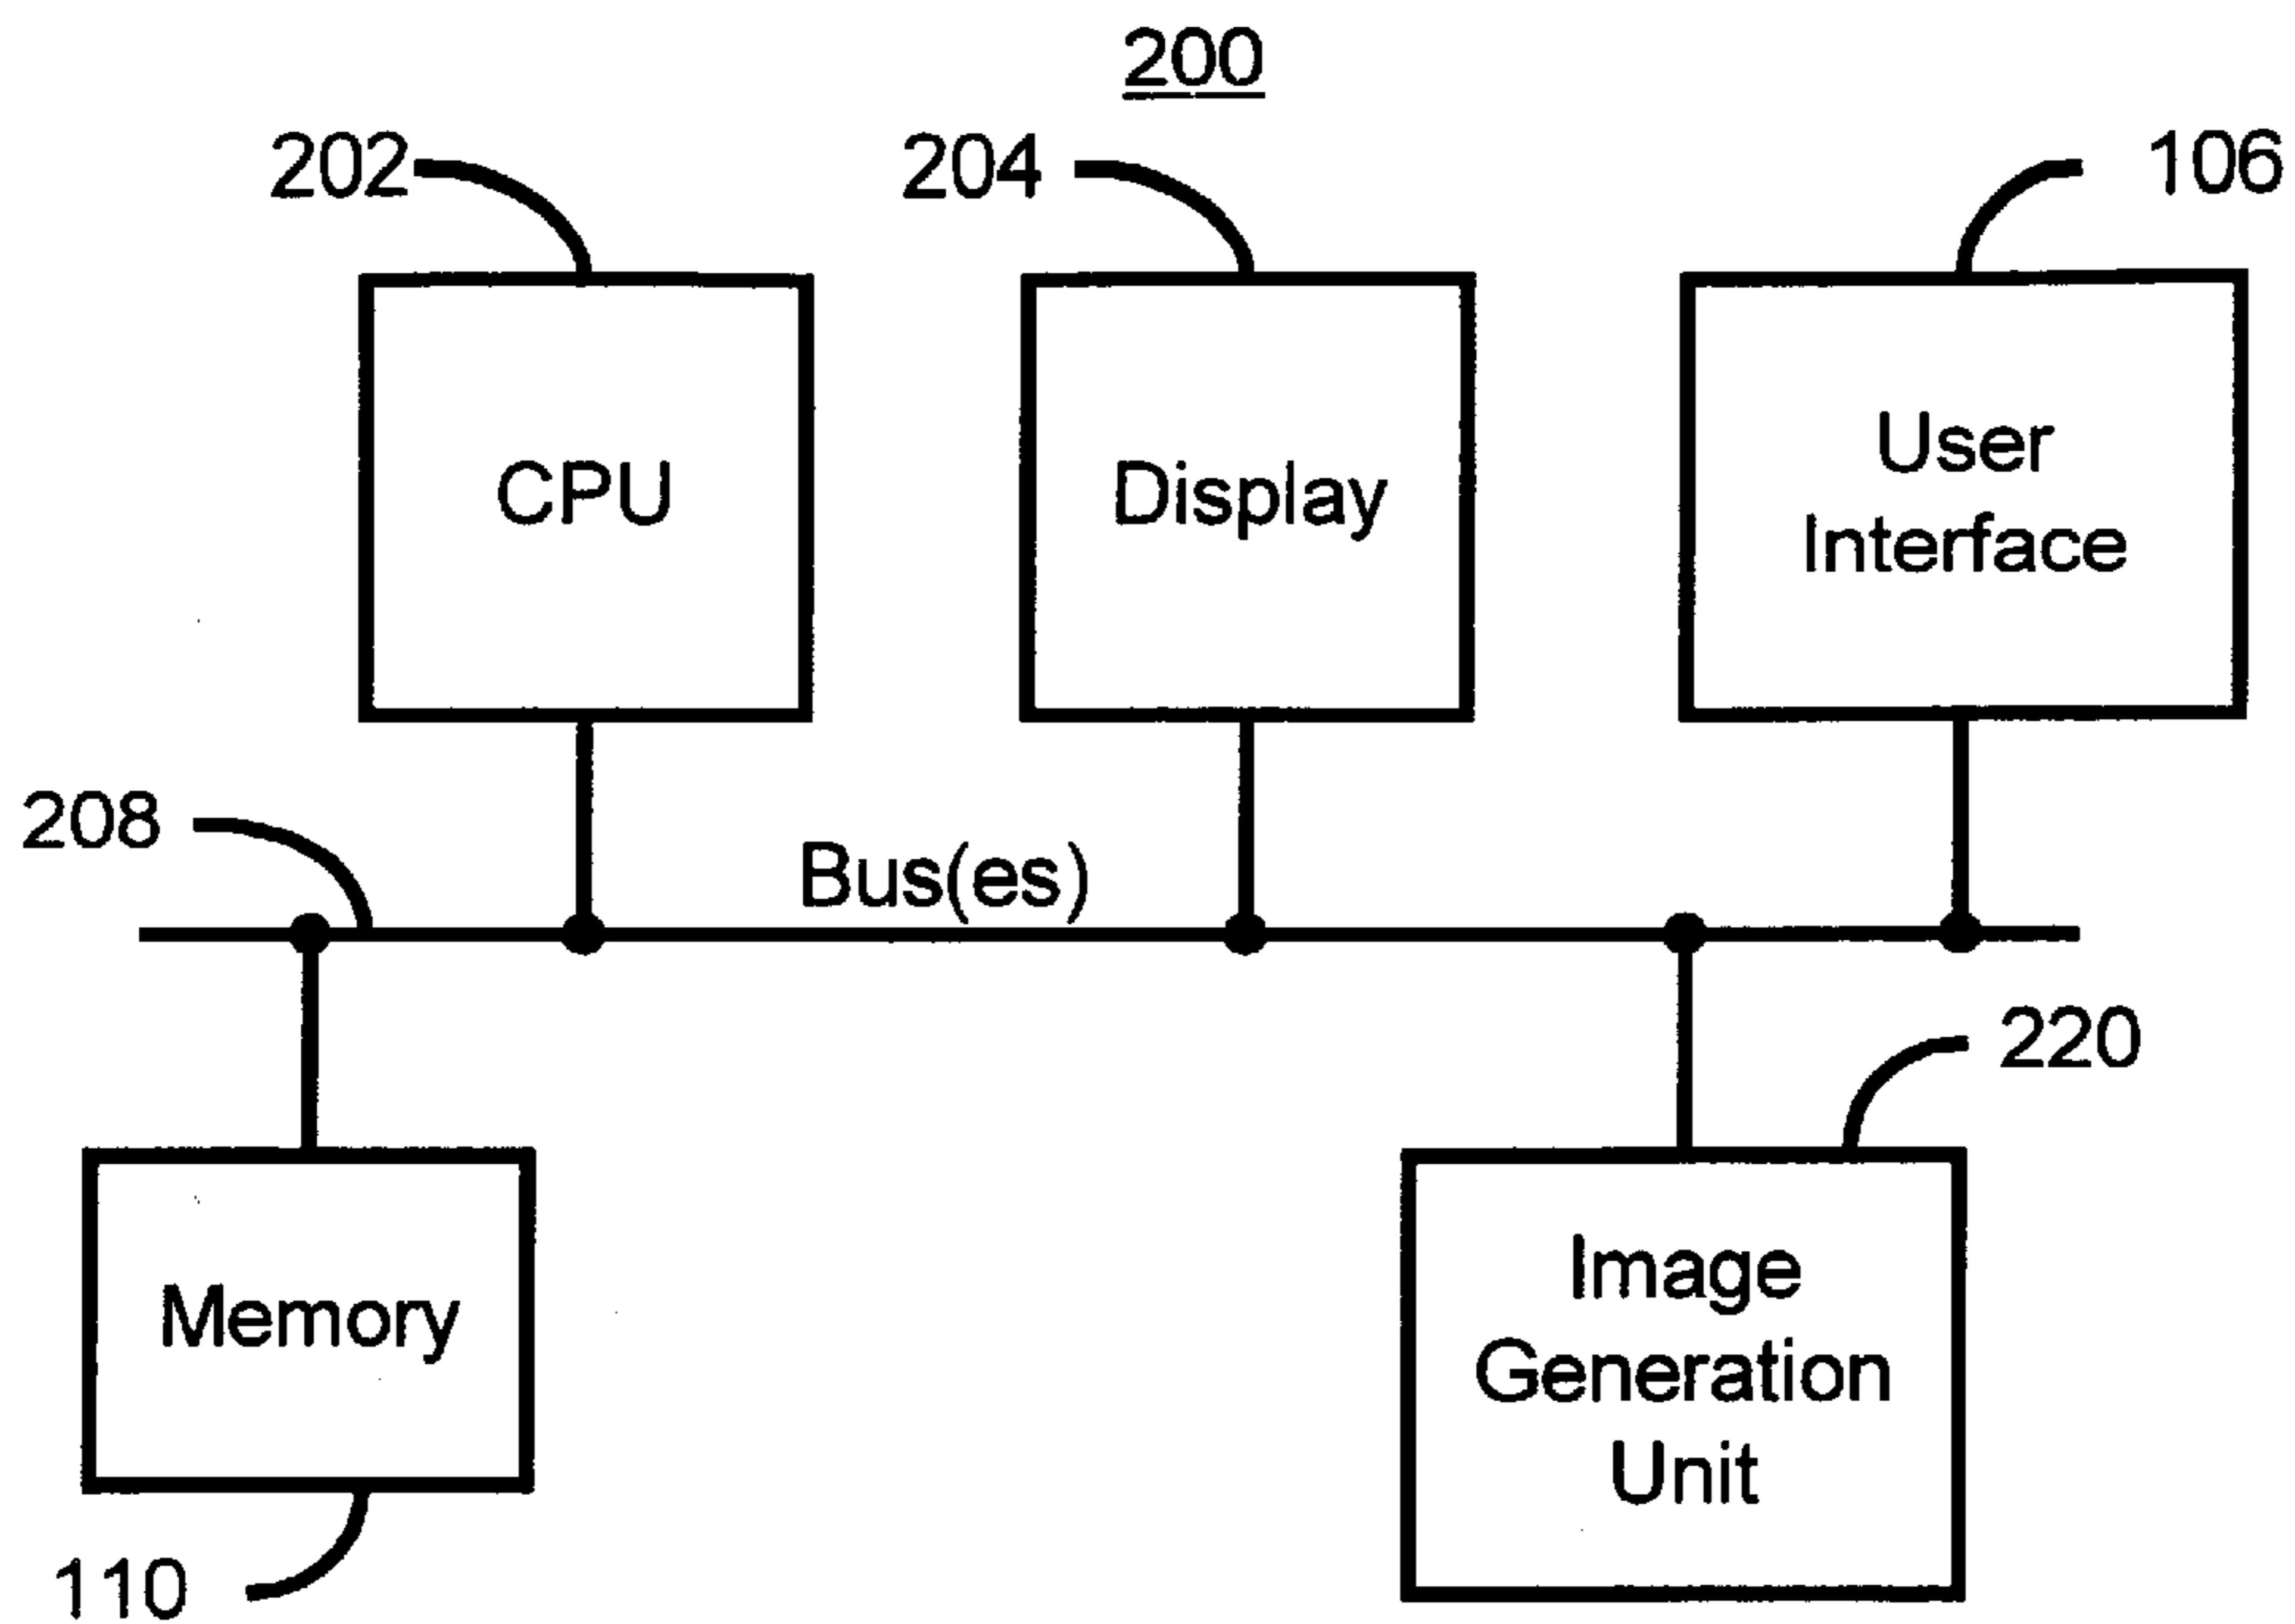 200
202
204
106
CPU
Display
User
Interface
208
Bus(es)
220
Memory
Image
Generation
Unit
110